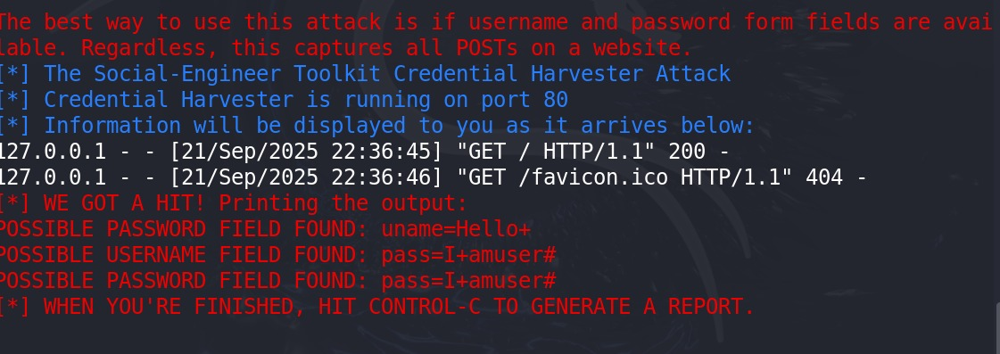 The best way to use this attack is if username and password form fields are avai
lable. Regardless, this captures all POSTs on a website.
[*] The Social-Engineer Toolkit Credential Harvester Attack
[*] Credential Harvester is running on port 80
[*] Information will be displayed to you as it arrives below:
127.0.0.1 - - [21/Sep/2025 22:36:45] "GET / HTTP/1.1" 200 -
127.0.0.1 - - [21/Sep/2025 22:36:46] "GET /favicon.ico HTTP/1.1" 404 -
[*] WE GOT A HIT! Printing the output:
POSSIBLE PASSWORD FIELD FOUND: uname=Hello+
POSSIBLE USERNAME FIELD FOUND: pass=I+amuser#
POSSIBLE PASSWORD FIELD FOUND: pass=I+amuser#
[*] WHEN YOU'RE FINISHED, HIT CONTROL-C TO GENERATE A REPORT.